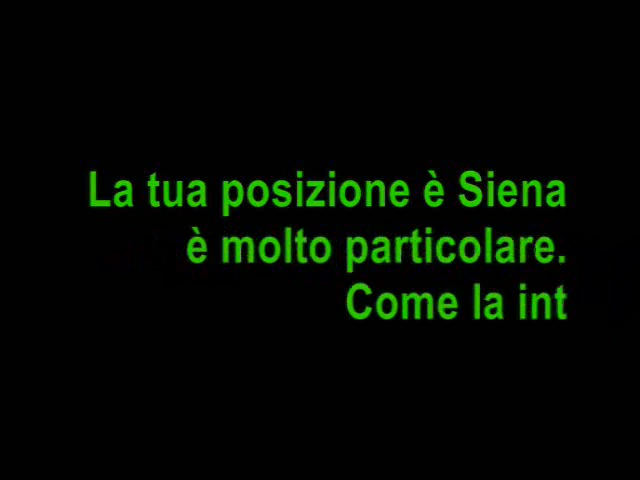 La tua posizione è Siena
è molto particolare.
Come la int